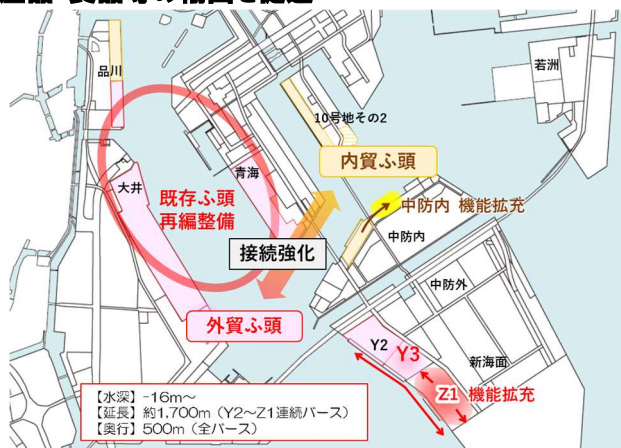 品川
若洲
10号地その2
内貿ふ頭
青海
大井
既存ふ頭
再編整備
中防内 機能拡充
中防内
接続強化
中防外
外貿ふ頭
Y2
Y3
新海面
Z1 機能拡充
【水深】-16m~
【延長】約1,700m(Y2~Z1連続バース)
【奥行】500m(全バース)